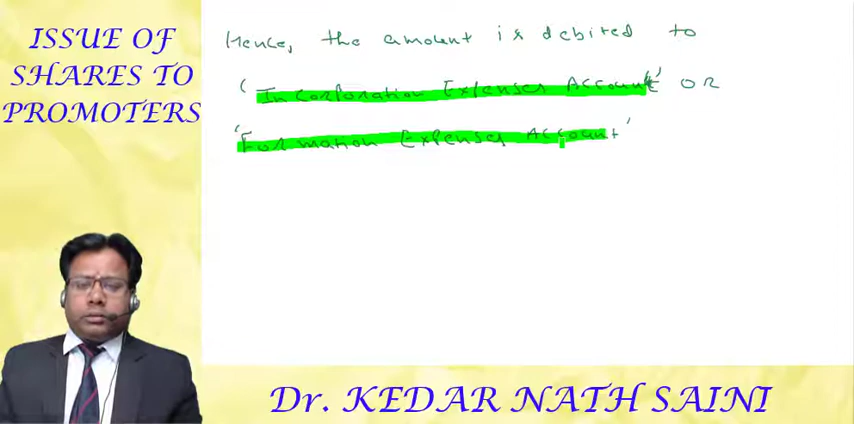 ISSUE OF
SHARES TO
PROMOTERS
Hence, the amount is debited to
'Incorporation Expenses Account' OR
'Formation Expenses Account'
Dr. KEDAR NATH SAINI